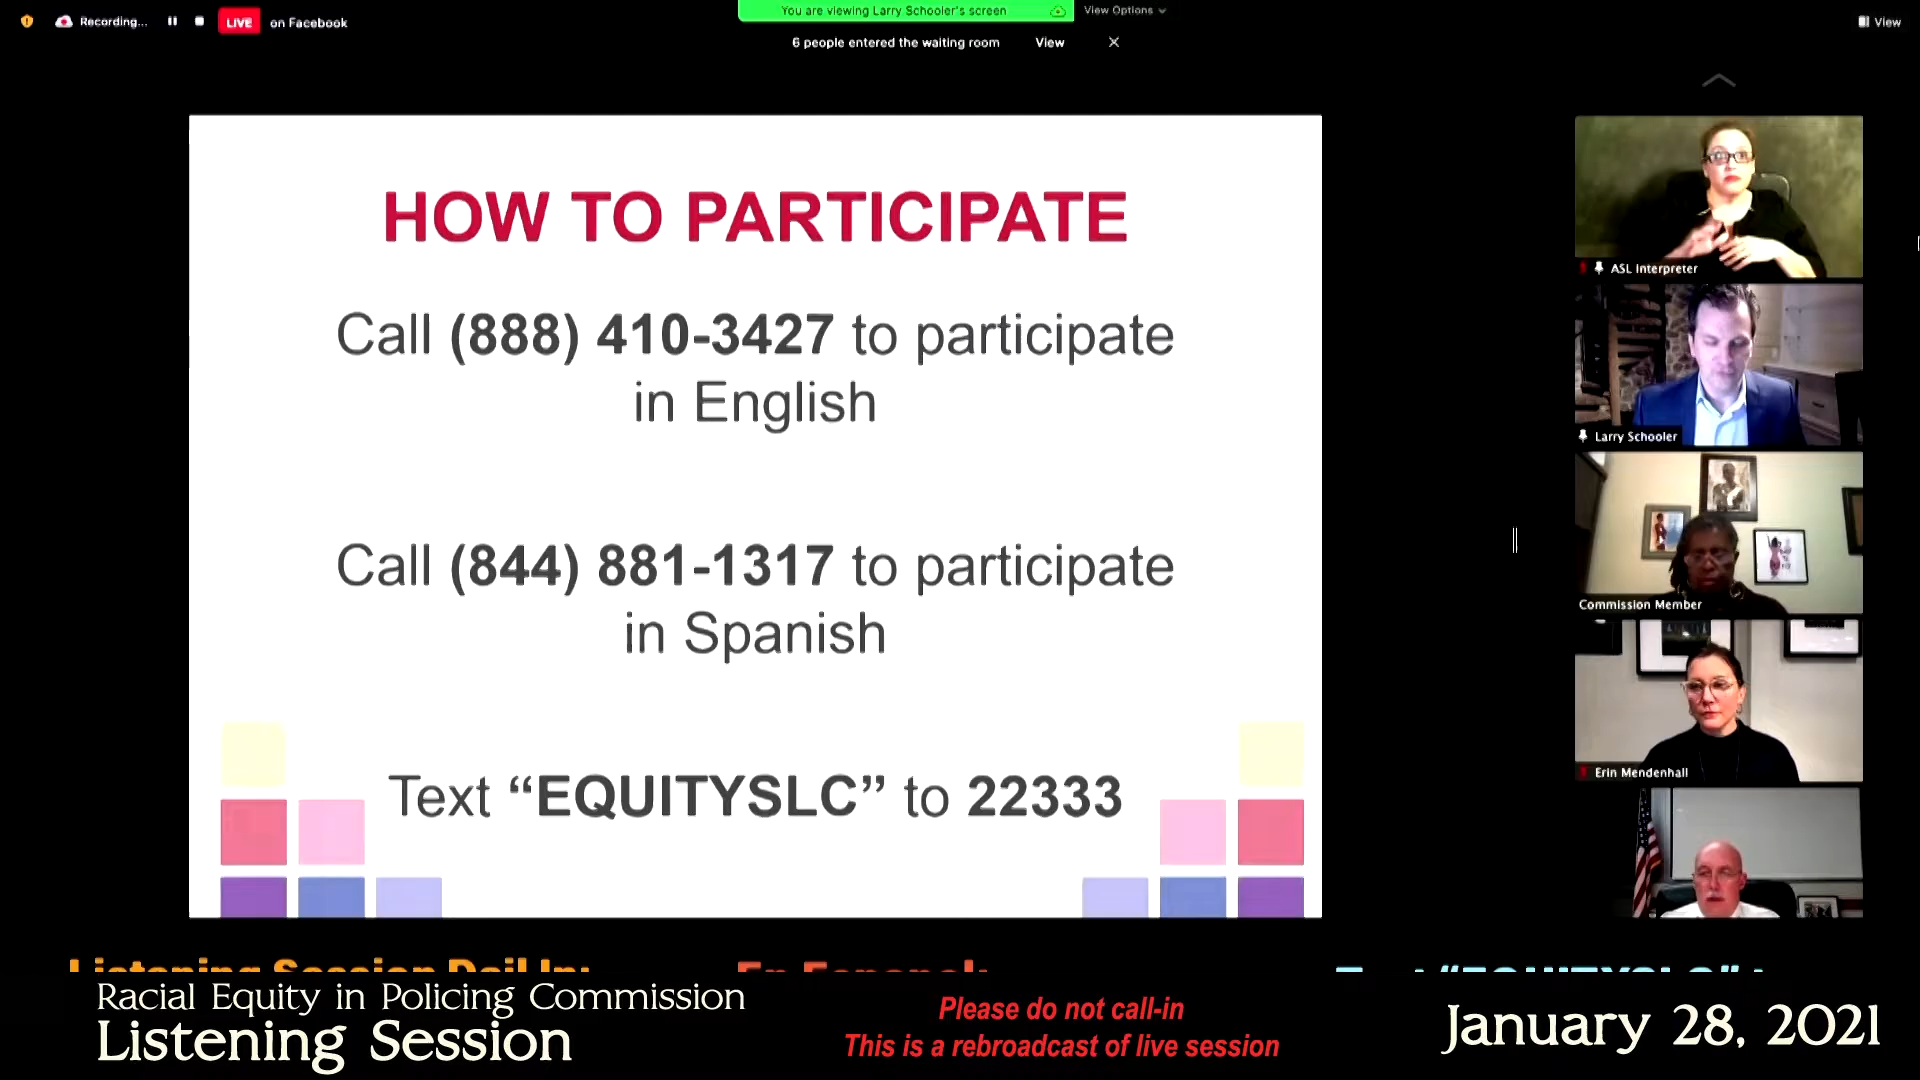 Recording...
LIVE on Facebook
You are viewing Larry Schooler's screen
View Options
6 people entered the waiting room View
View
HOW TO PARTICIPATE
Call (888) 410-3427 to participate
in English
Call (844) 881-1317 to participate
in Spanish
Text “EQUITYSLC” to 22333
ASL Interpreter
Larry Schooler
Commission Member
Erin Mendenhall
Racial Equity in Policing Commission
Listening Session
Please do not call-in
This is a rebroadcast of live session
January 28, 2021